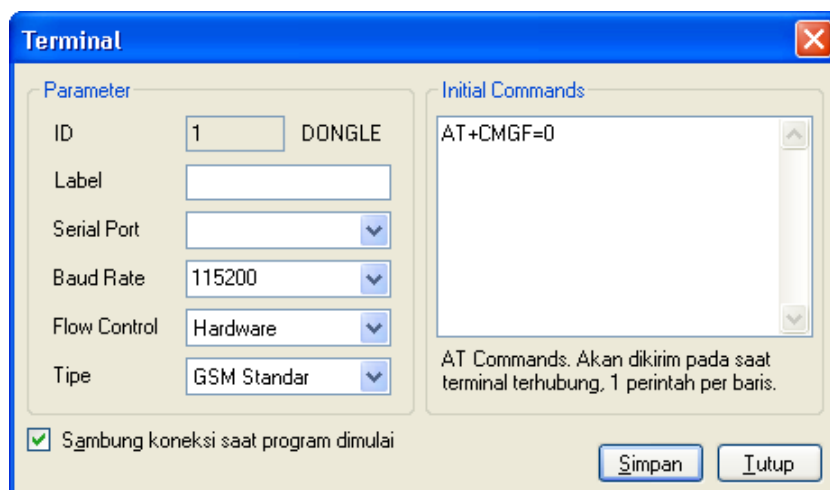 Terminal
Parameter
ID 1 DONGLE
Label
Serial Port
Baud Rate 115200
Flow Control Hardware
Tipe GSM Standar
Initial Commands
AT+CMGF=0
AT Commands. Akan dikirim pada saat
terminal terhubung, 1 perintah per baris.
Sambung koneksi saat program dimulai
Simpan Tutup